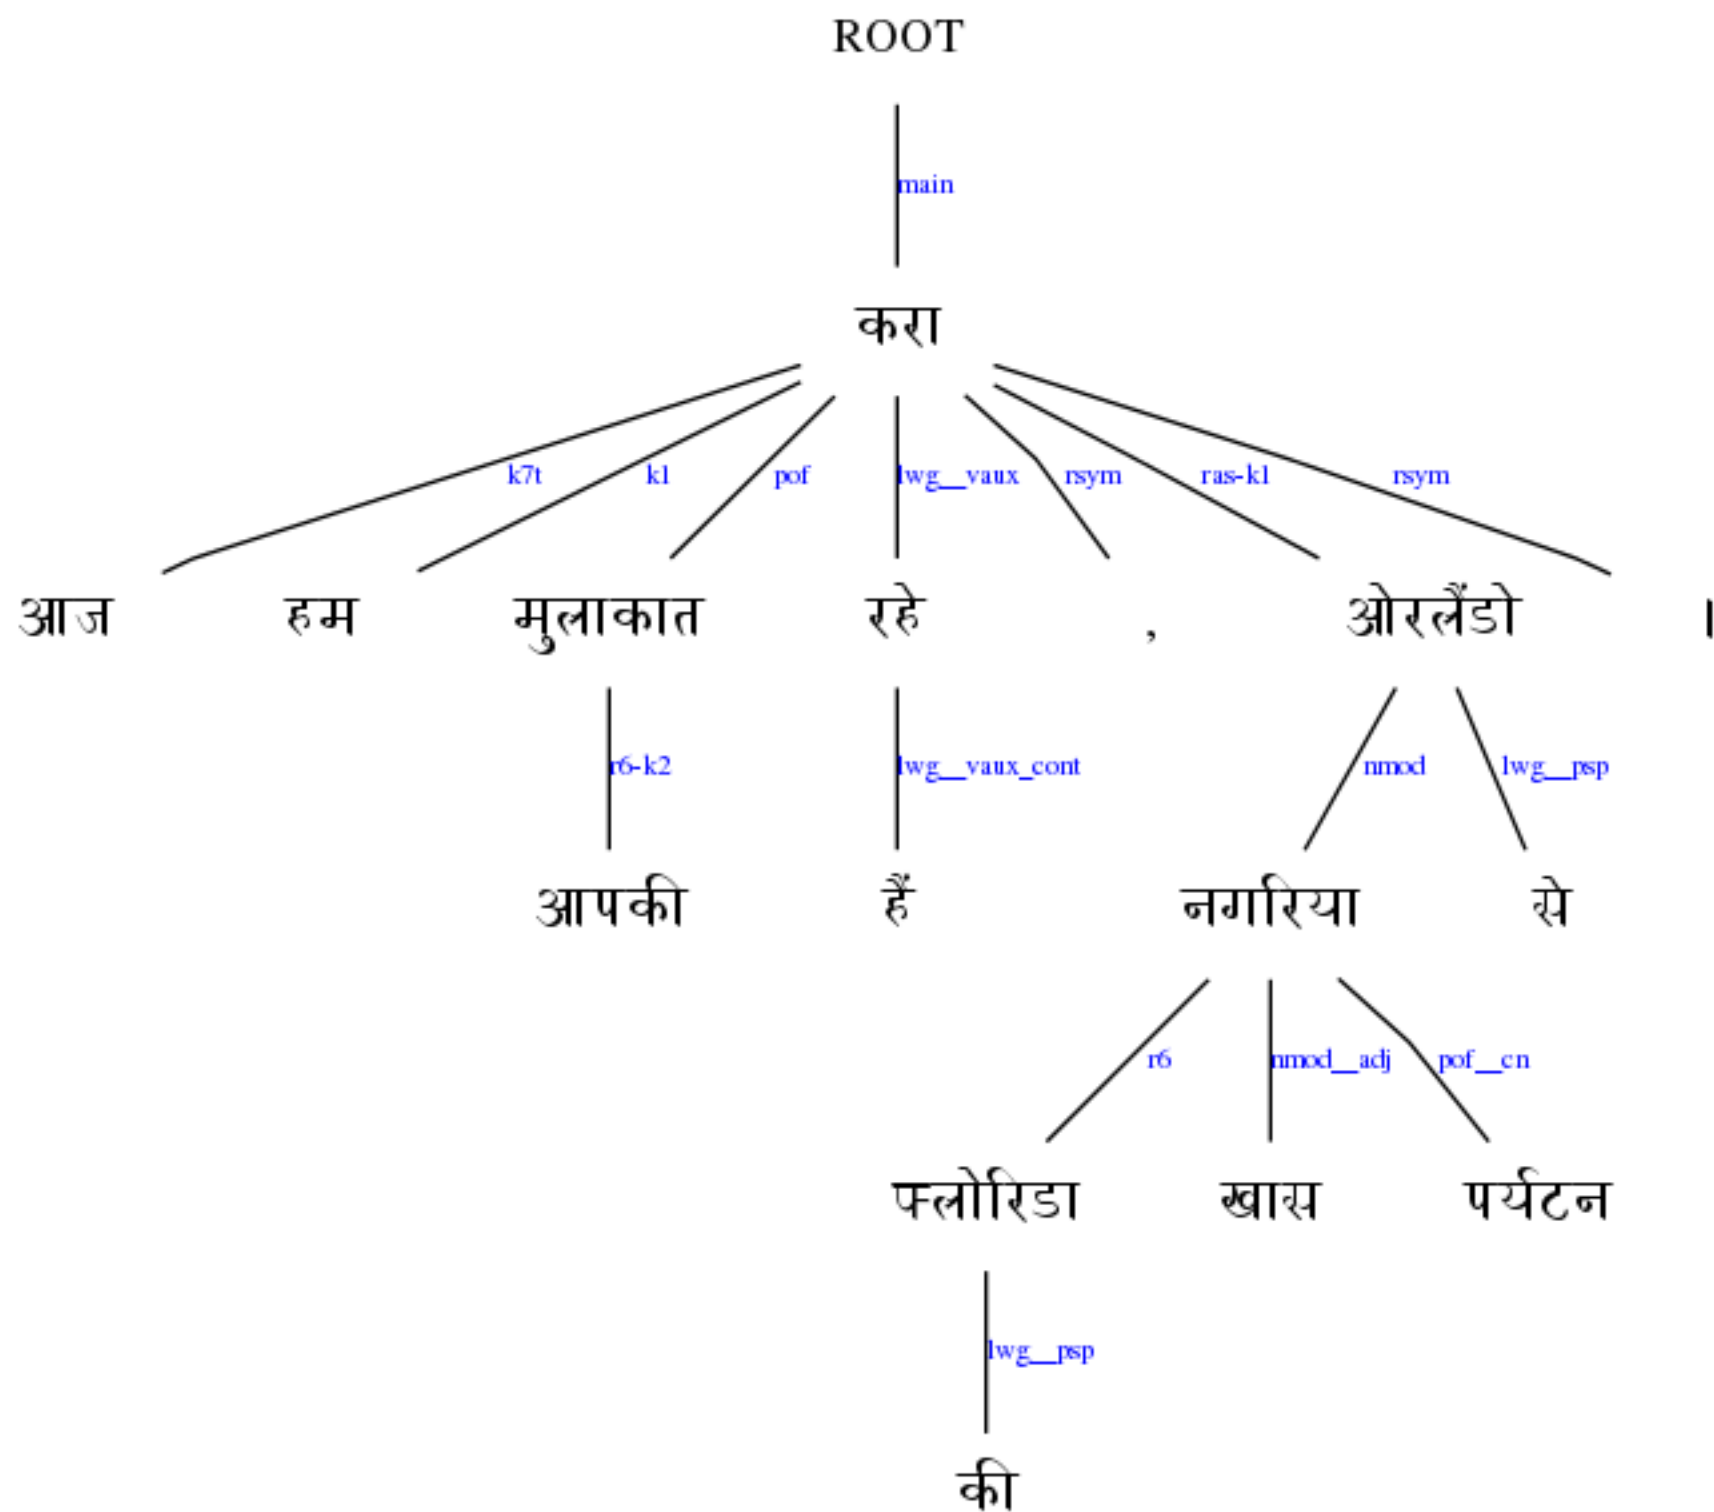 ROOT
main
करा
k7t k1 pof lwg__vaux rsym ras-k1 rsym
आज हम मुलाकात रहे , ओरलैंडो ।
r6-k2 lwg__vaux_cont nmod lwg__psp
आपकी हैं नगरिया से
r6 nmod__adj pof__cn
फ्लोरिडा खास पर्यटन
lwg__psp
की